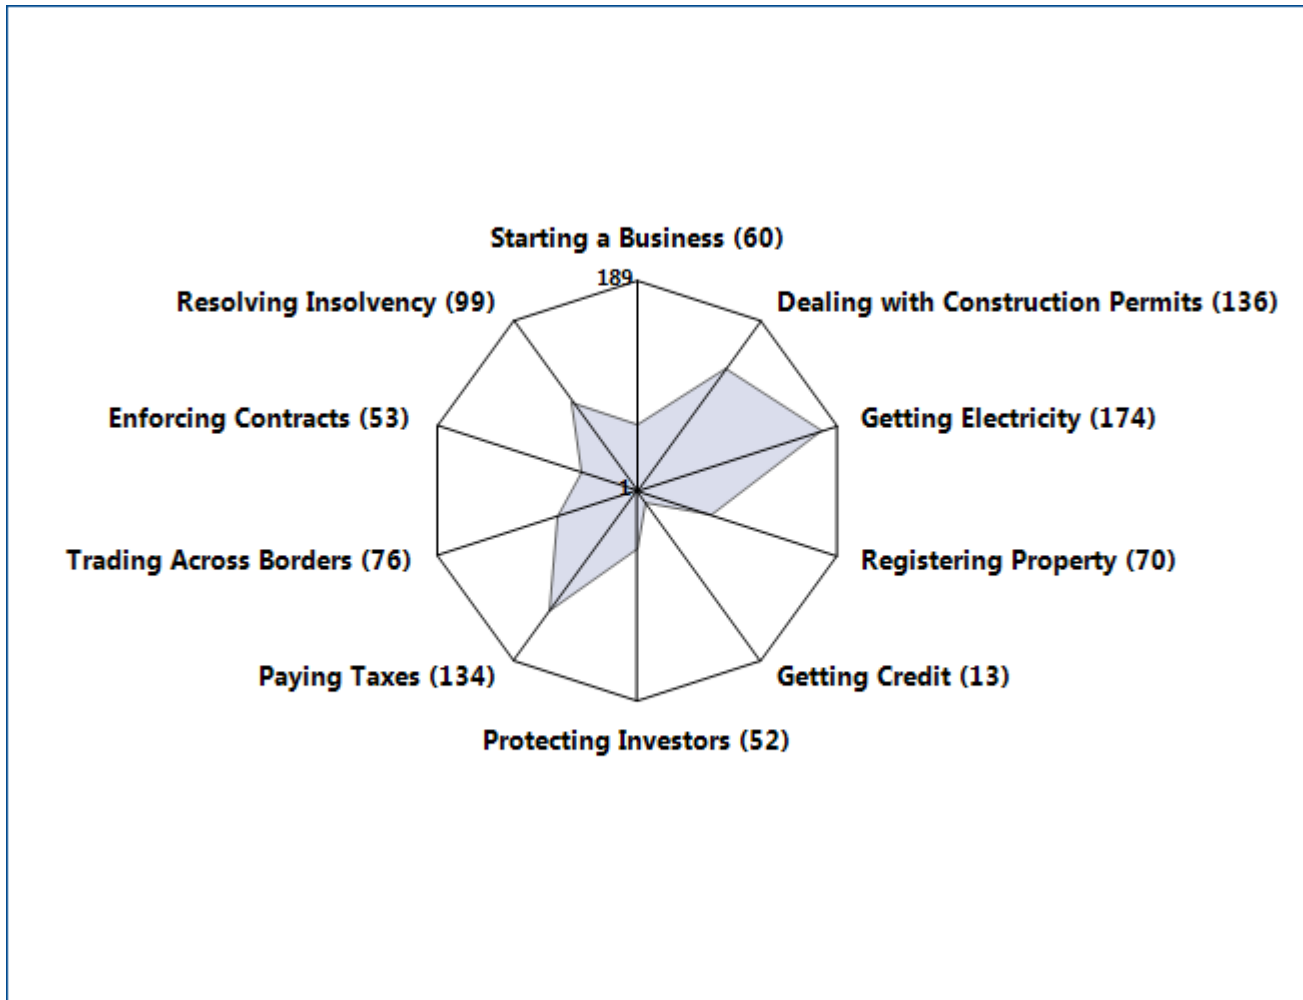 Starting a Business (60)
189
Resolving Insolvency (99)
Dealing with Construction Permits (136)
Enforcing Contracts (53)
Getting Electricity (174)
1
Trading Across Borders (76)
Registering Property (70)
Paying Taxes (134)
Getting Credit (13)
Protecting Investors (52)